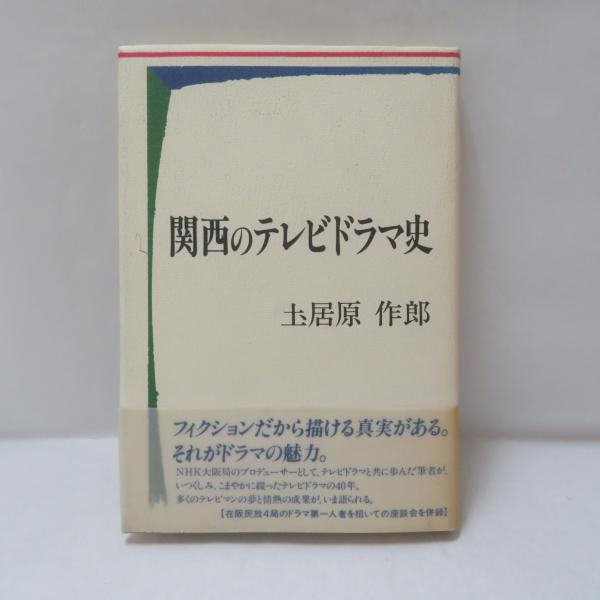 関西のテレビドラマ史
土居原 作郎
フィクションだから描ける真実がある。
それがドラマの魅力。
NHK大阪局のプロデューサーとして、テレビドラマと共に歩んだ筆者が、
いつくしみ、こまやかに綴ったテレビドラマの40年。
多くのテレビマンの夢と情熱の成果が、いま語られる。
【在阪民放4局のドラマ第一人者を招いての座談会を併録】